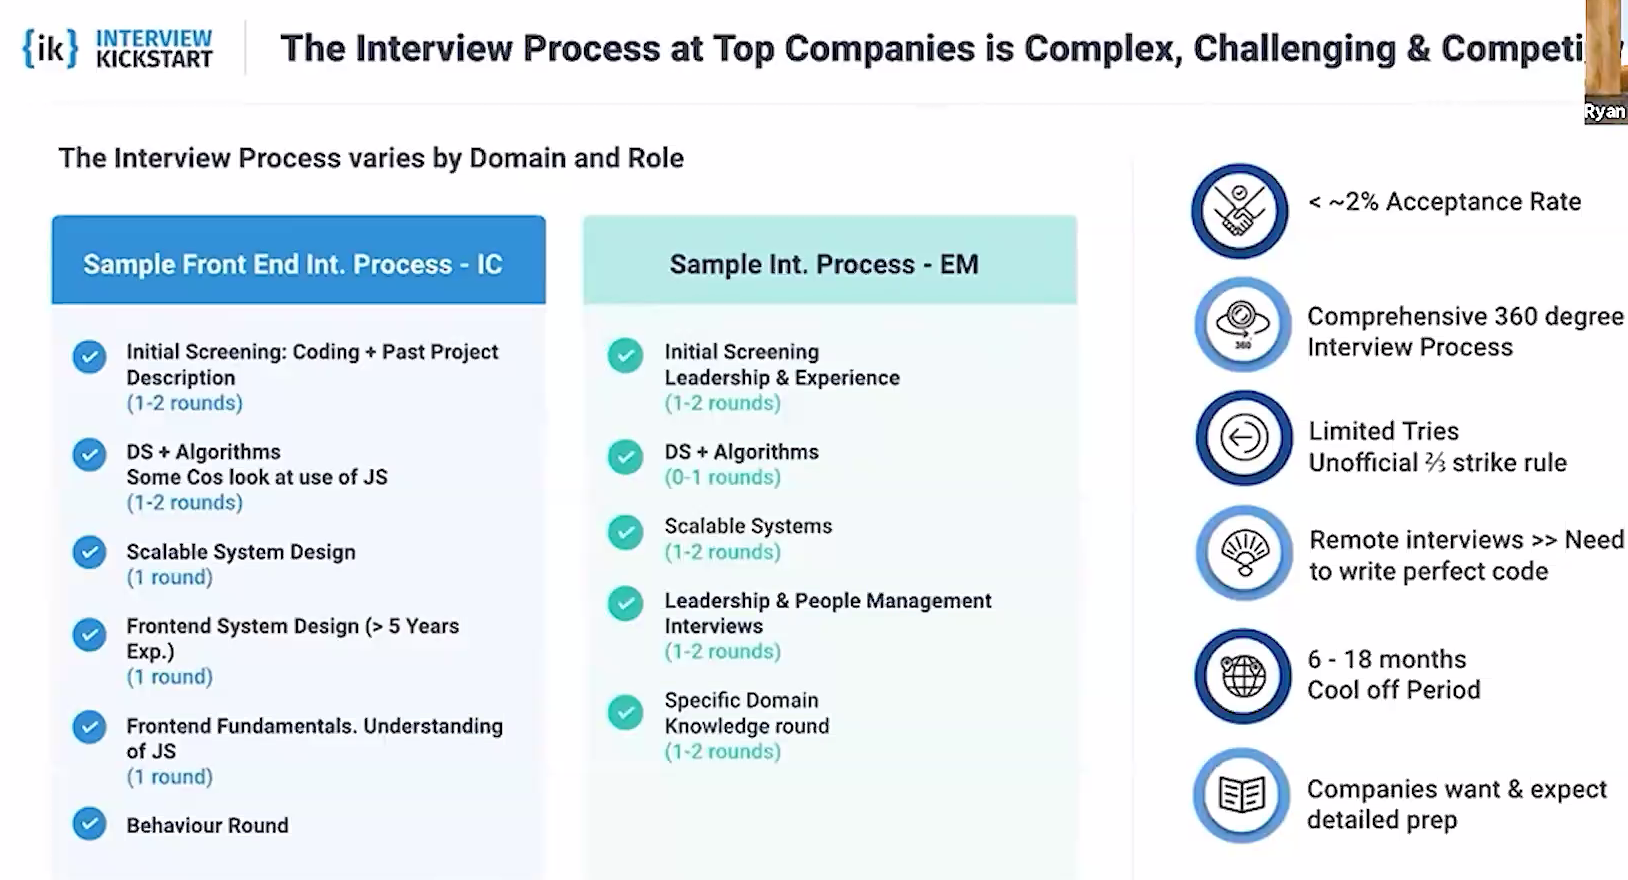 {ik} INTERVIEW
KICKSTART
The Interview Process at Top Companies is Complex, Challenging & Competi
Ryan
The Interview Process varies by Domain and Role
Sample Front End Int. Process - IC
Initial Screening: Coding + Past Project
Description
(1-2 rounds)
DS + Algorithms
Some Cos look at use of JS
(1-2 rounds)
Scalable System Design
(1 round)
Frontend System Design (> 5 Years
Exp.)
(1 round)
Frontend Fundamentals. Understanding
of JS
(1 round)
Behaviour Round
Sample Int. Process - EM
Initial Screening
Leadership & Experience
(1-2 rounds)
DS + Algorithms
(0-1 rounds)
Scalable Systems
(1-2 rounds)
Leadership & People Management
Interviews
(1-2 rounds)
Specific Domain
Knowledge round
(1-2 rounds)
< ~2% Acceptance Rate
360
Comprehensive 360 degree
Interview Process
Limited Tries
Unofficial ⅔ strike rule
Remote interviews >> Need
to write perfect code
6 - 18 months
Cool off Period
Companies want & expect
detailed prep